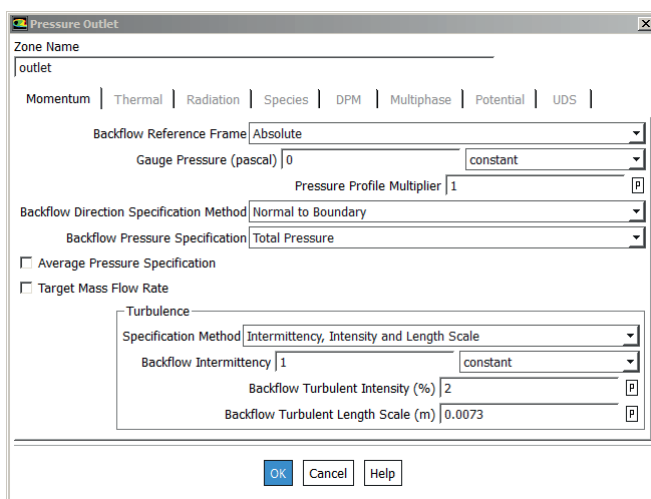 Pressure Outlet
Zone Name
outlet
Momentum Thermal Radiation Species DPM Multiphase Potential UDS
Backflow Reference Frame Absolute
Gauge Pressure (pascal) 0 constant
Pressure Profile Multiplier 1 P
Backflow Direction Specification Method Normal to Boundary
Backflow Pressure Specification Total Pressure
Average Pressure Specification
Target Mass Flow Rate
Turbulence
Specification Method Intermittency, Intensity and Length Scale
Backflow Intermittency 1 constant
Backflow Turbulent Intensity (%) 2 P
Backflow Turbulent Length Scale (m) 0.0073 P
OK Cancel Help